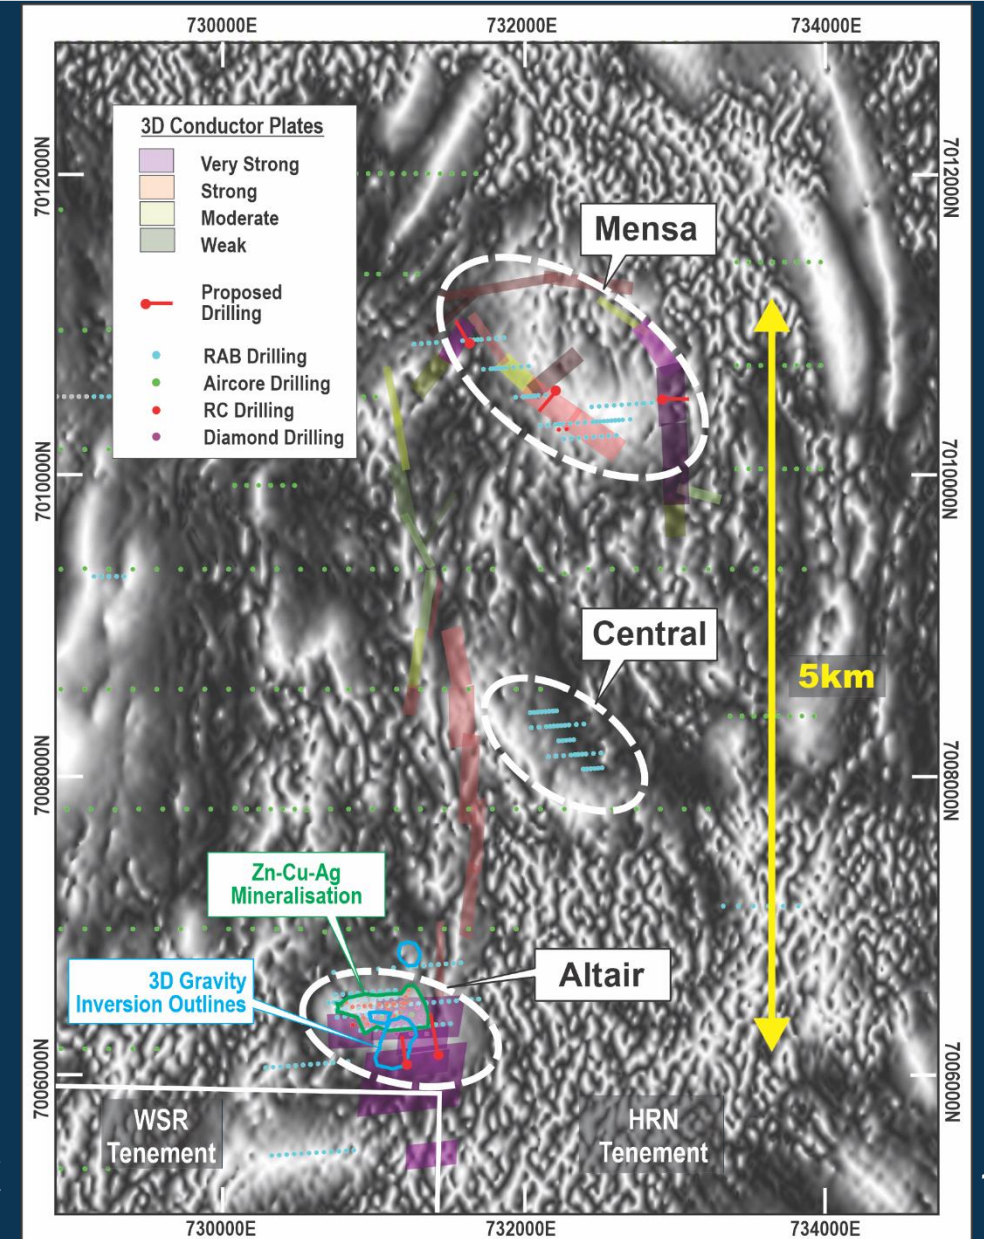 730000E
732000E
734000E
3D Conductor Plates
Very Strong
Strong
Moderate
Weak
Proposed
Drilling
RAB Drilling
Aircore Drilling
RC Drilling
Diamond Drilling
7012000N
7012000N
Mensa
7010000N
7010000N
Central
5km
7008000N
7008000N
Zn-Cu-Ag
Mineralisation
3D Gravity
Inversion Outlines
Altair
7006000N
7006000N
WSR
Tenement
HRN
Tenement
730000E
732000E
734000E